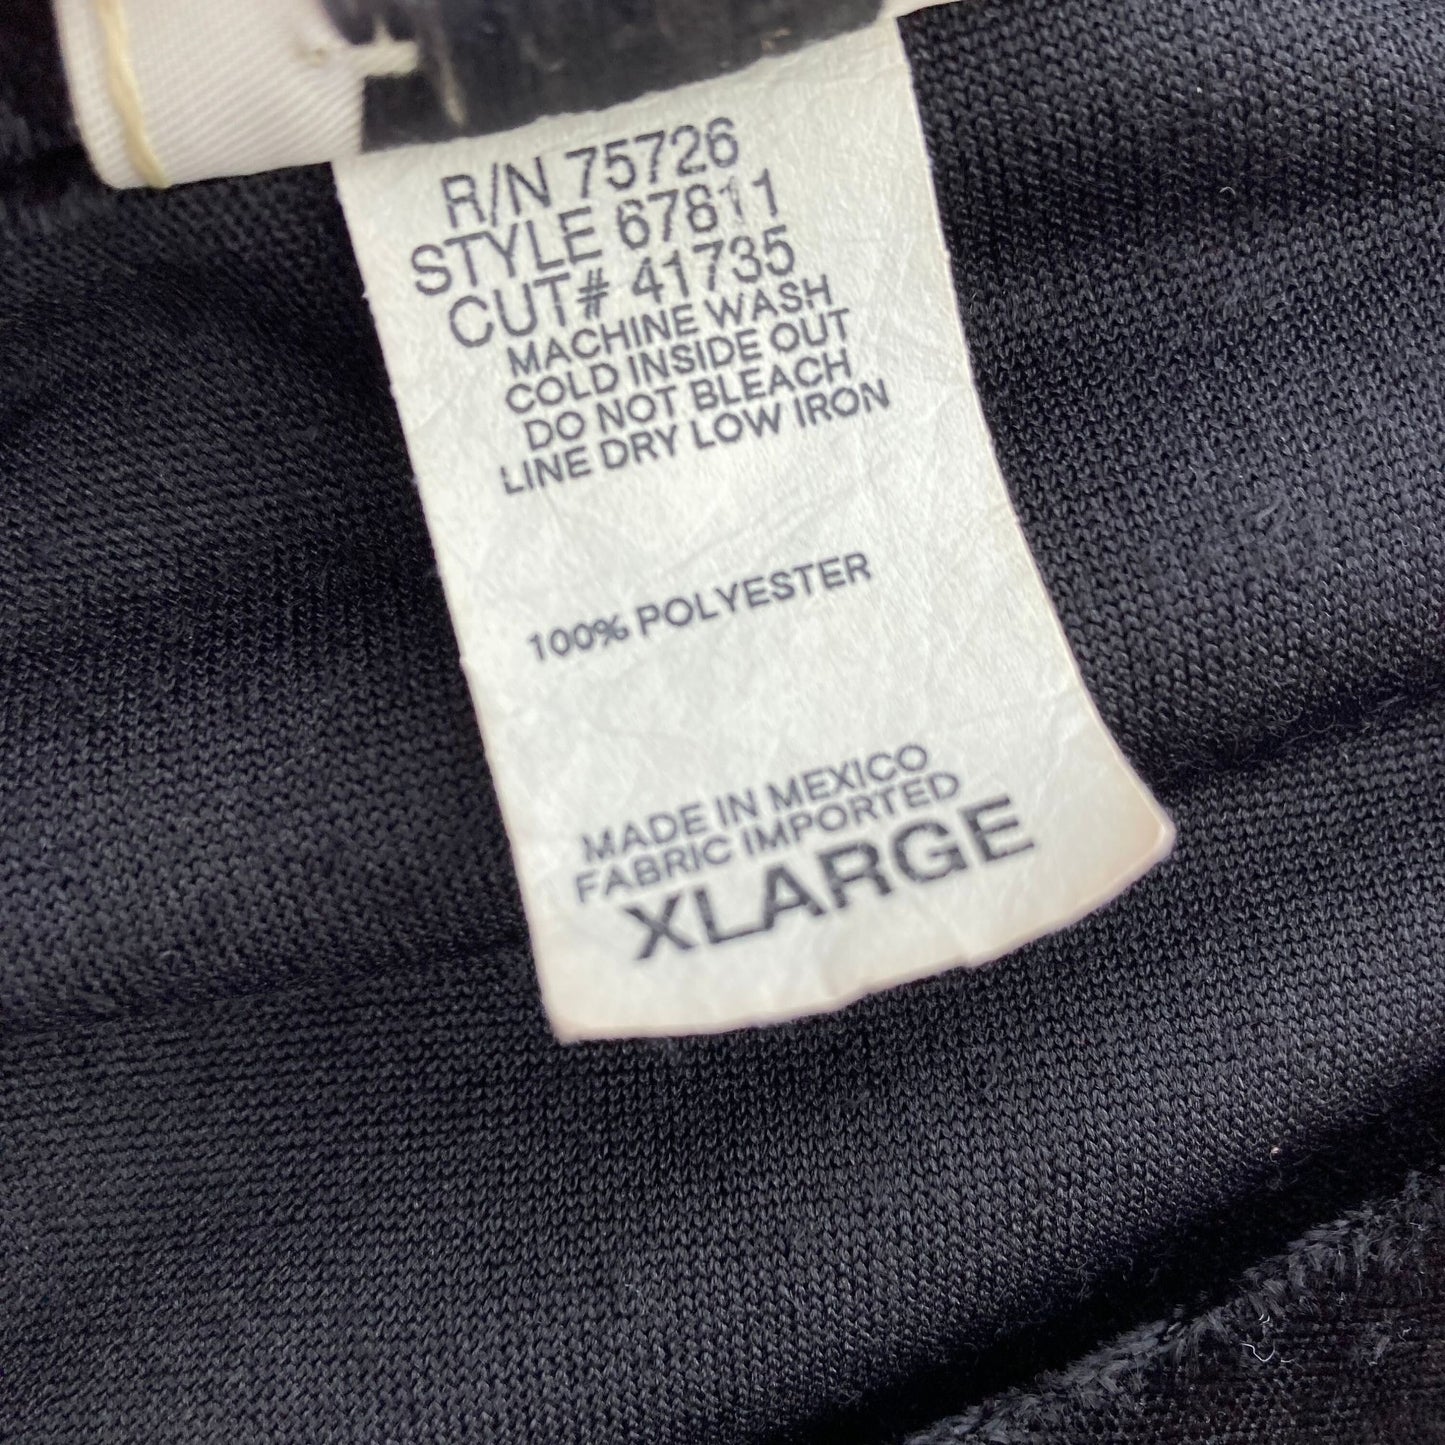 R/N 75726
STYLE 67811
CUT# 41735
MACHINE WASH
COLD INSIDE OUT
DO NOT BLEACH
LINE DRY LOW IRON
100% POLYESTER
MADE IN MEXICO
FABRIC IMPORTED
XLARGE